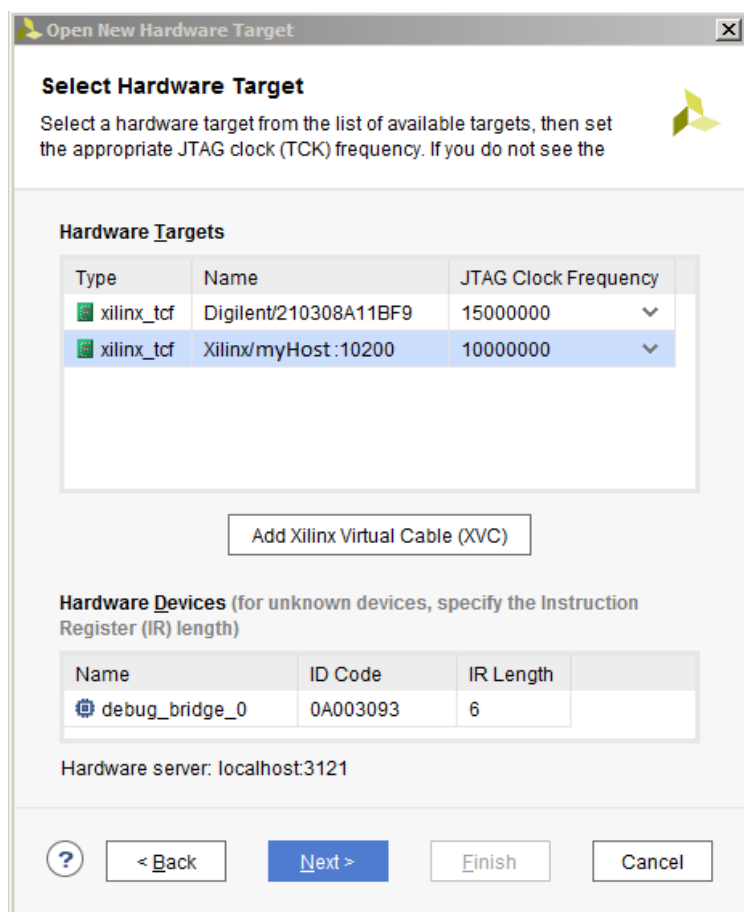 Open New Hardware Target
Select Hardware Target
Select a hardware target from the list of available targets, then set
the appropriate JTAG clock (TCK) frequency. If you do not see the
Hardware Targets
Type Name JTAG Clock Frequency
xilinx_tcf Digilent/210308A11BF9 15000000
xilinx_tcf Xilinx/myHost:10200 10000000
Add Xilinx Virtual Cable (XVC)
Hardware Devices (for unknown devices, specify the Instruction
Register (IR) length)
Name ID Code IR Length
debug_bridge_0 0A003093 6
Hardware server: localhost:3121
? < Back Next > Finish Cancel